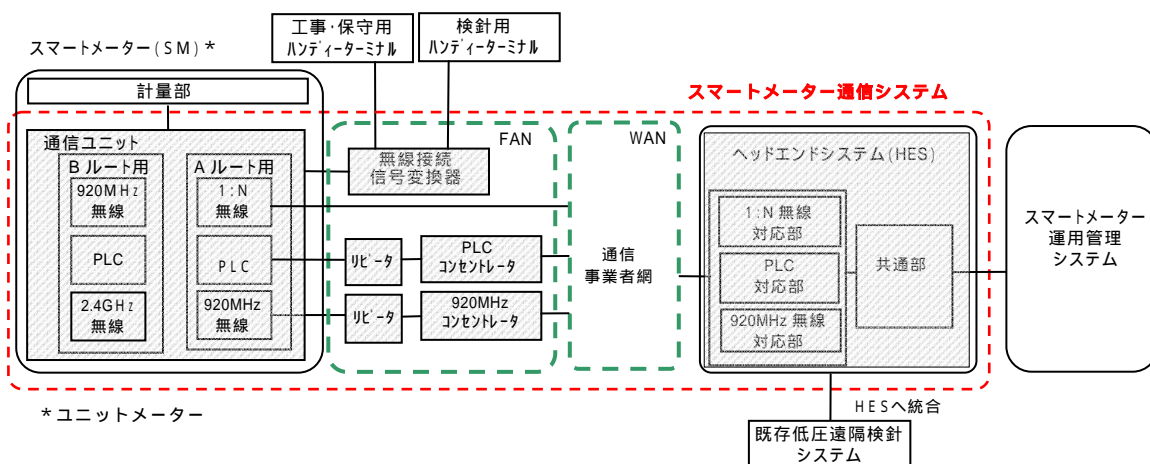 工事･保守用
ﾊﾝﾃﾞｨｰﾀｰﾐﾅﾙ
検針用
ﾊﾝﾃﾞｨｰﾀｰﾐﾅﾙ
スマートメーター(SM)*
計量部
スマートメーター通信システム
通信ユニット
Bルート用
920MHz
無線
PLC
2.4GHz
無線
Aルート用
1:N
無線
PLC
920MHz
無線
FAN
無線接続
信号変換器
ﾘﾋﾟｰﾀ
PLC
コンセントレータ
ﾘﾋﾟｰﾀ
920MHz
コンセントレータ
WAN
通信
事業者網
ヘッドエンドシステム(HES)
1:N 無線
対応部
PLC
対応部
920MHz 無線
対応部
共通部
スマートメーター
運用管理
システム
*ユニットメーター
HESへ統合
既存低圧遠隔検針
システム